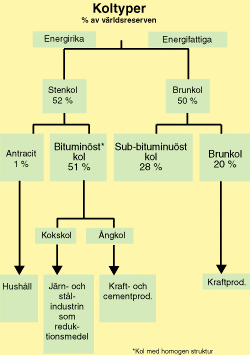 Koltyper
% av världsreserven
Energirika
Energifattiga
Stenkol
52 %
Brunkol
50 %
Antracit
1 %
Bituminöst*
kol
51 %
Sub-bituminuöst
kol
28 %
Brunkol
20 %
Kokskol
Ångkol
Hushåll
Järn- och
stål-
industrin
som
reduk-
tionsmedel
Kraft- och
cementprod.
Kraftprod.
*Kol med homogen struktur